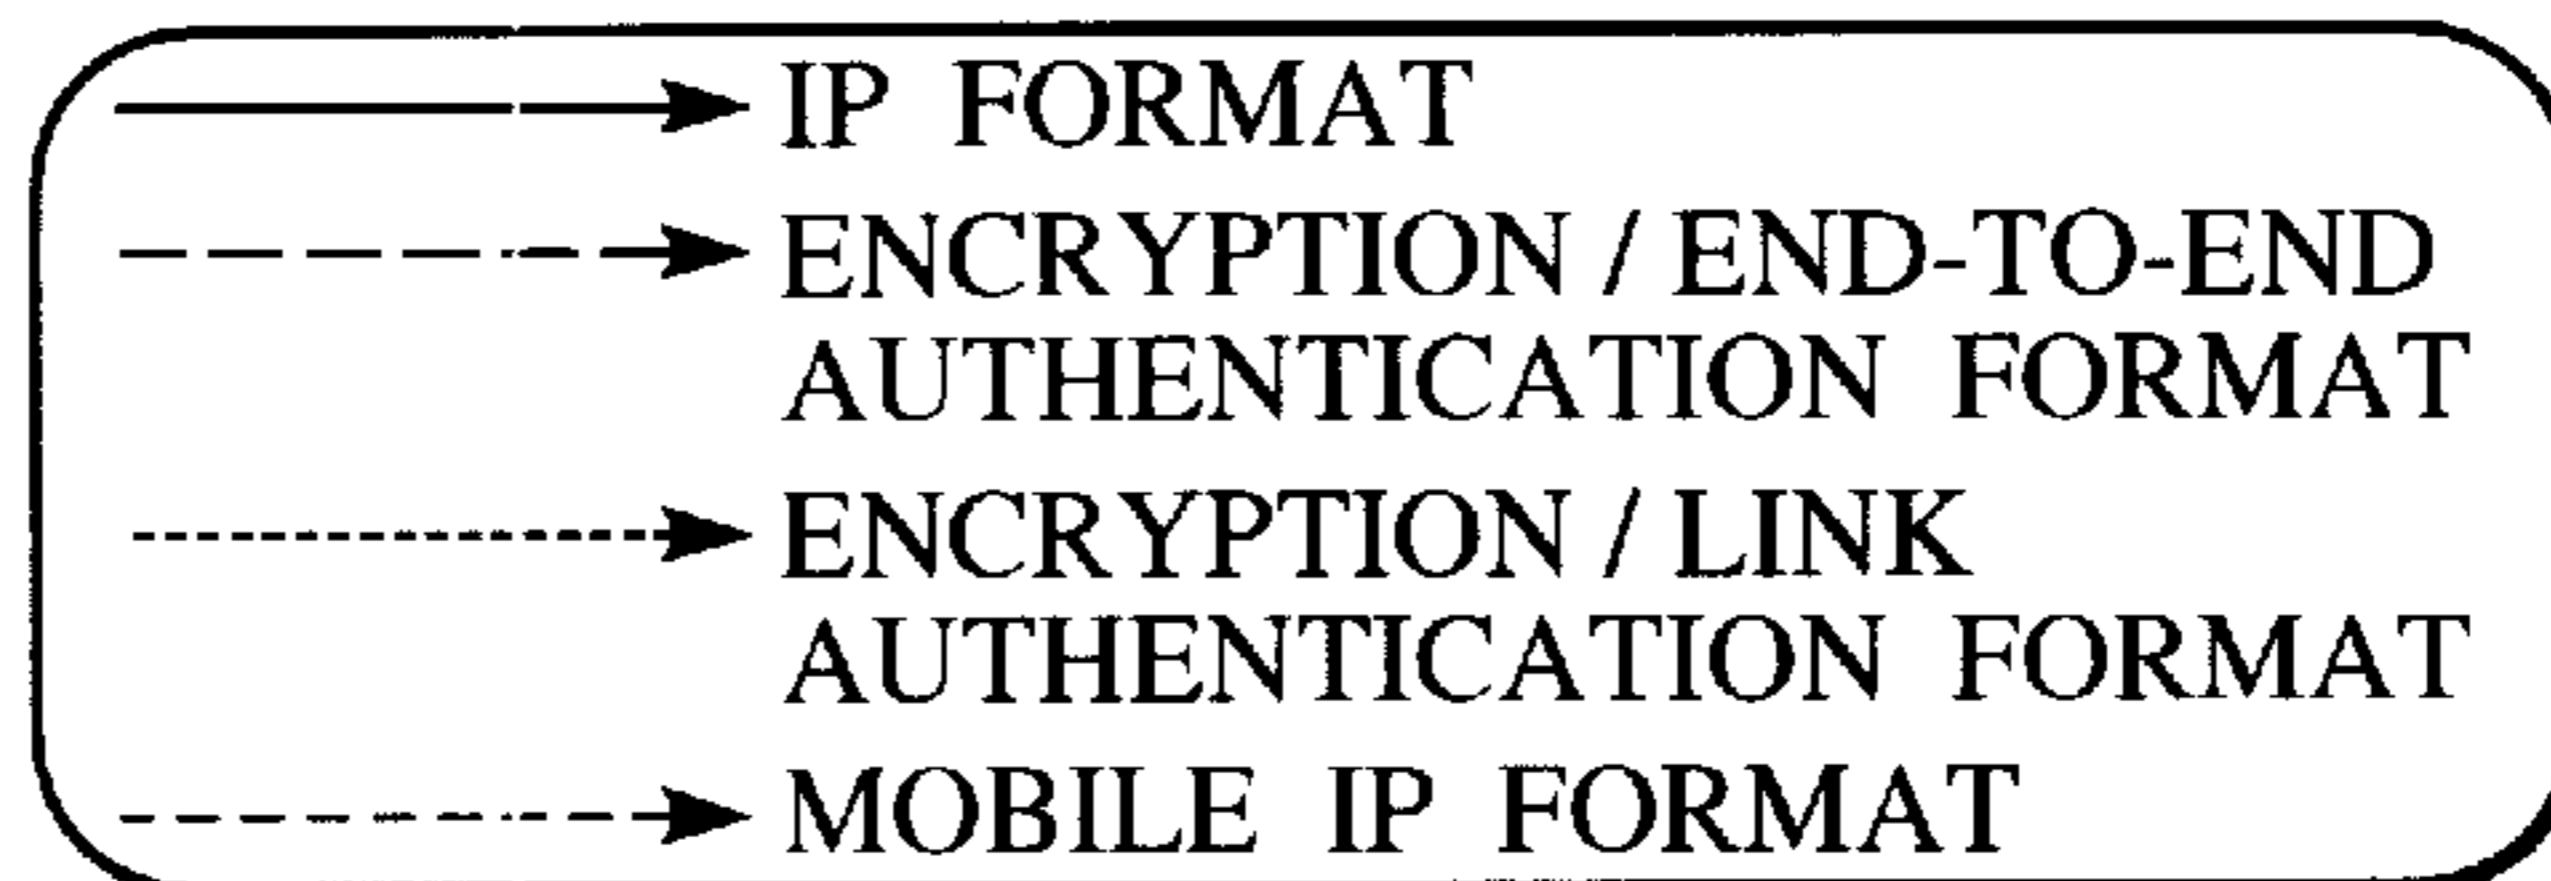 IP FORMAT
ENCRYPTION / END-TO-END
AUTHENTICATION FORMAT
ENCRYPTION / LINK
AUTHENTICATION FORMAT
MOBILE IP FORMAT